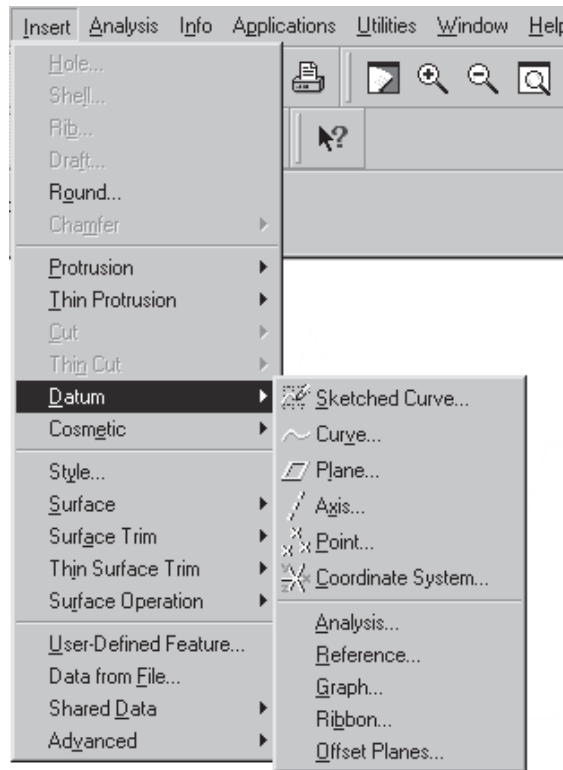 Insert Analysis Info Applications Utilities Window Help
Hole...
Shell...
Rib...
Draft...
Round...
Chamfer
Protrusion
Thin Protrusion
Cut
Thin Cut
Datum
Cosmetic
Style...
Surface
Surface Trim
Thin Surface Trim
Surface Operation
User-Defined Feature...
Data from File...
Shared Data
Advanced
Sketched Curve...
Curve...
Plane...
Axis...
Point...
Coordinate System...
Analysis...
Reference...
Graph...
Ribbon...
Offset Planes...